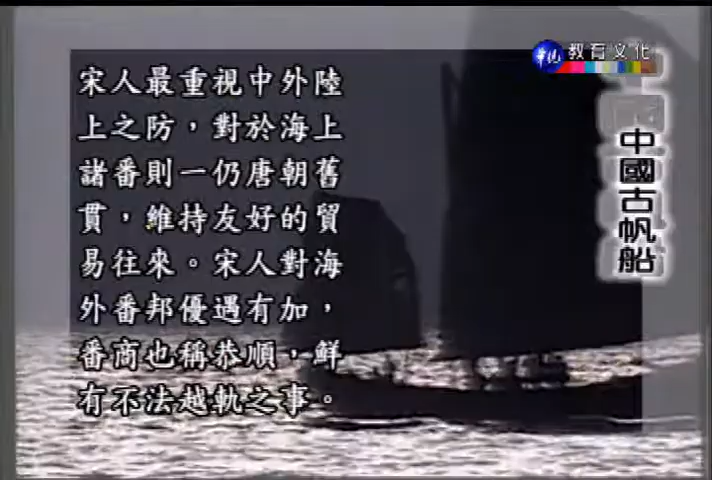 華視 教育文化
中國古帆船
宋人最重視中外陸
上之防，對於海上
諸番則一仍唐朝舊
貫，維持友好的貿
易往來。宋人對海
外番邦優遇有加，
番商也稱恭順，鮮
有不法越軌之事。